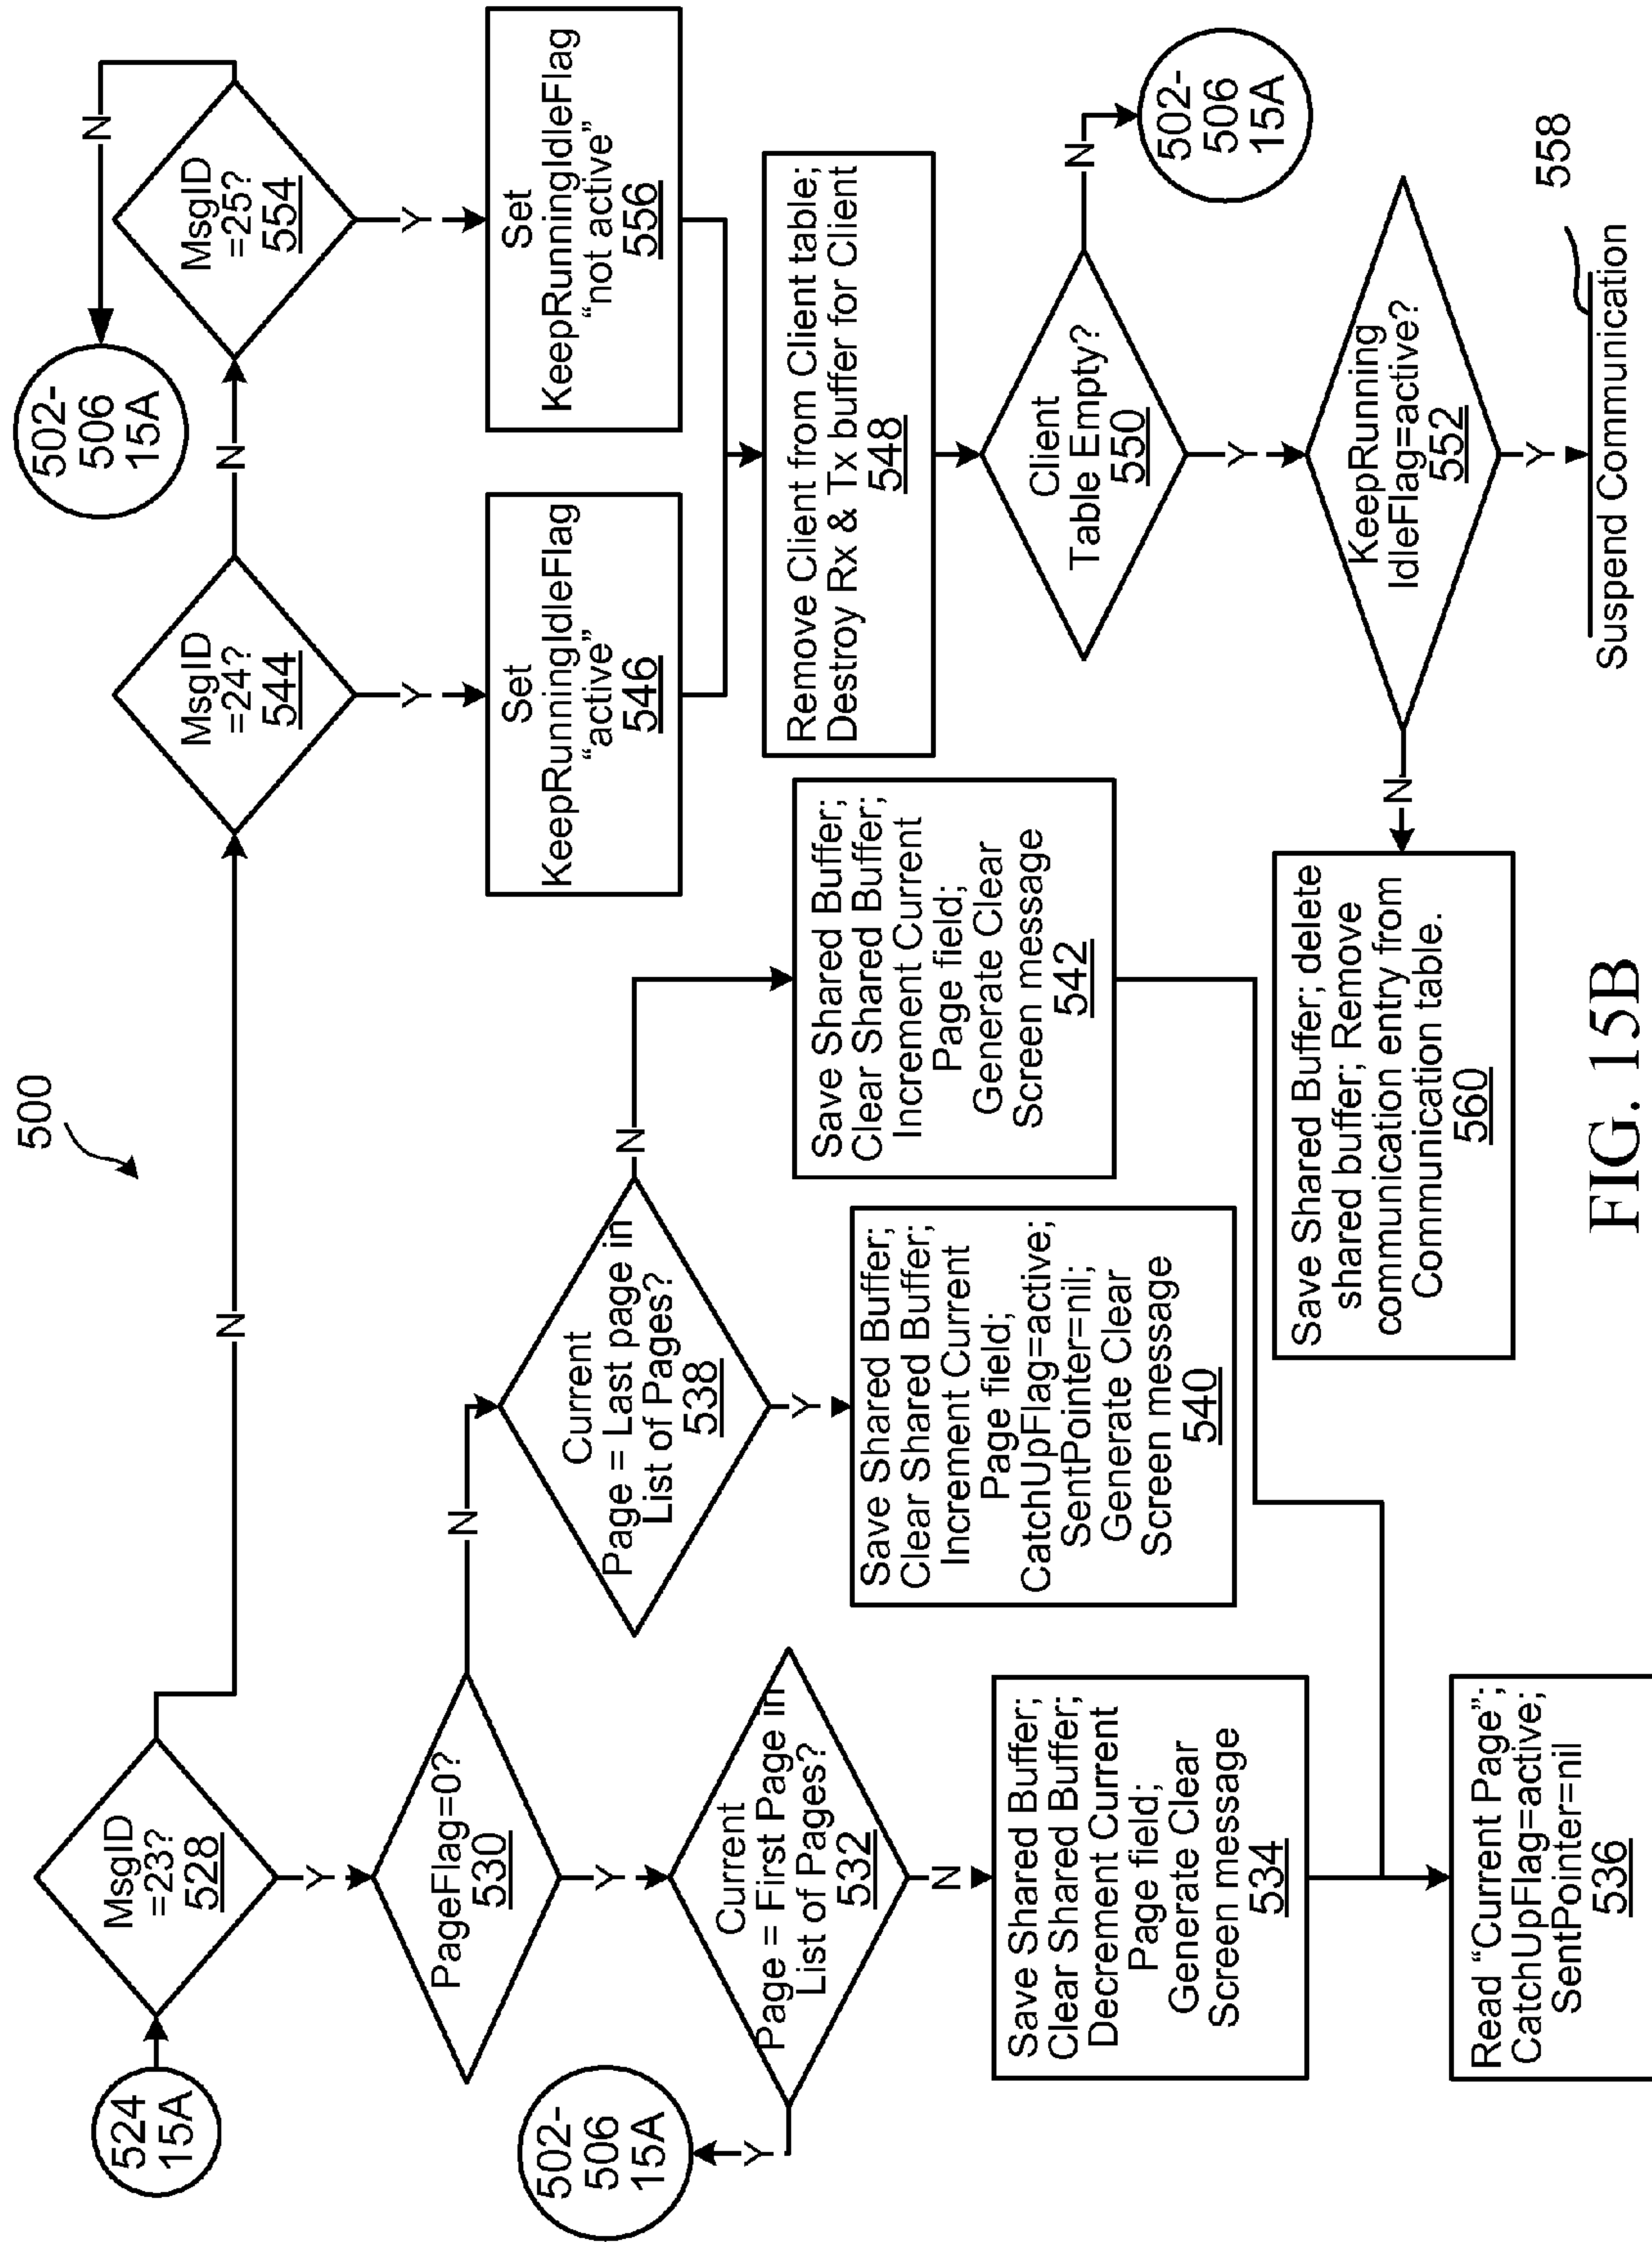 500
524
15A
MsgID
=23?
528
N
Y
PageFlag=0?
530
N
Y
Current
Page = First Page in
List of Pages?
532
Y
502-
506
15A
N
Save Shared Buffer;
Clear Shared Buffer;
Decrement Current
Page field;
Generate Clear
Screen message
534
Read “Current Page”;
CatchUpFlag=active;
SentPointer=nil
536
Current
Page = Last page in
List of Pages?
538
N
Y
Save Shared Buffer;
Clear Shared Buffer;
Increment Current
Page field;
CatchUpFlag=active;
SentPointer=nil;
Generate Clear
Screen message
540
Save Shared Buffer;
Clear Shared Buffer;
Increment Current
Page field;
Generate Clear
Screen message
542
MsgID
=24?
544
N
Y
Set
KeepRunningIdleFlag
“active”
546
MsgID
=25?
554
N
502-
506
15A
Y
Set
KeepRunningIdleFlag
“not active”
556
Remove Client from Client table;
Destroy Rx & Tx buffer for Client
548
Client
Table Empty?
550
N
502-
506
15A
Y
KeepRunning
IdleFlag=active?
552
N
Y
Save Shared Buffer; delete
shared buffer; Remove
communication entry from
Communication table.
560
Suspend Communication
558
FIG. 15B